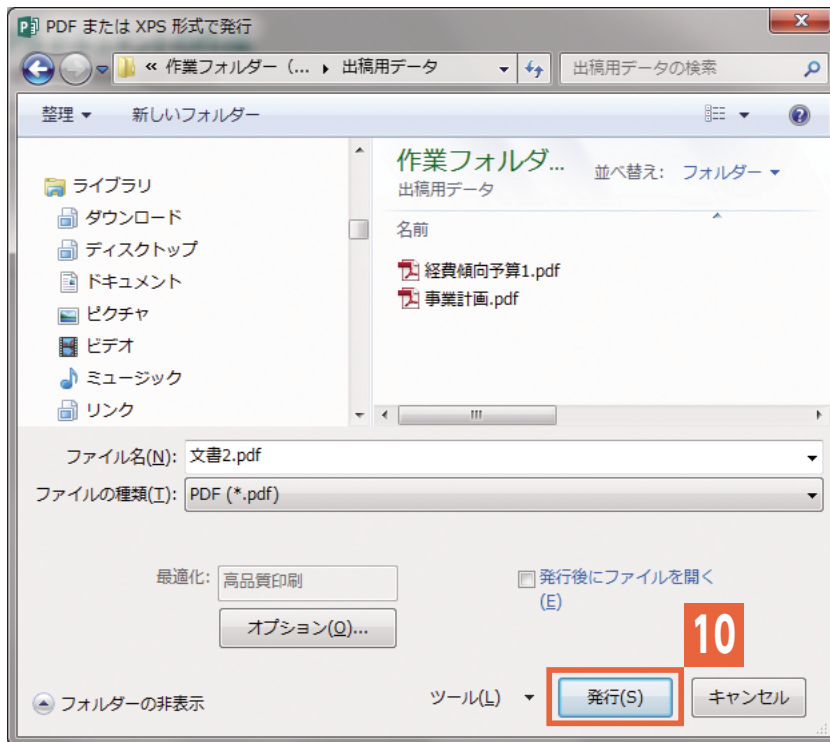 PDF または XPS 形式で発行
« 作業フォルダー (... ▸ 出稿用データ
出稿用データの検索
整理 ▼ 新しいフォルダー
ライブラリ
ダウンロード
ディスクトップ
ドキュメント
ピクチャ
ビデオ
ミュージック
リンク
作業フォルダ... 並べ替え: フォルダー ▼
出稿用データ
名前
経費傾向予算1.pdf
事業計画.pdf
ファイル名(N): 文書2.pdf
ファイルの種類(T): PDF (*.pdf)
最適化: 高品質印刷
オプション(O)...
発行後にファイルを開く
(E)
10
フォルダーの非表示
ツール(L) ▼ 発行(S) キャンセル